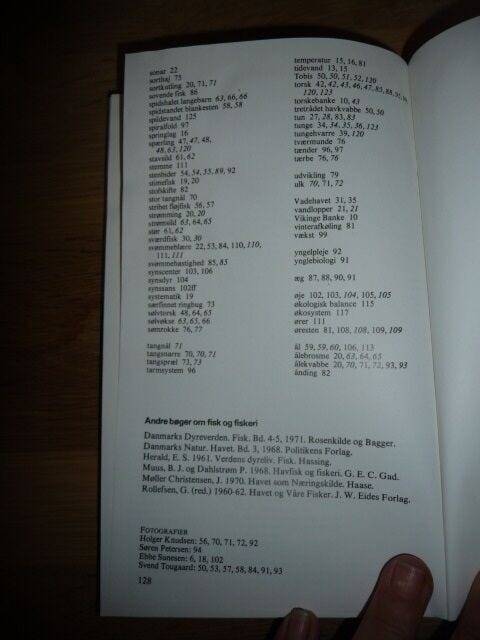 sonar 22
sorthaj 75
sortkutling 20, 71, 71
sovende fisk 86
spidshalet langebarn 63, 66, 66
spidstandet blankesten 58, 58
spildevand 125
spiralfold 97
springlag 16
spærling 47, 47, 48,
48, 63, 120
stavsild 61, 62
stemme 111
stenbider 54, 54, 55, 89, 92
stimefisk 19, 20
stofskifte 82
stor tangnål 70
stribet fløjfisk 56, 57
strømming 20, 20
strømsild 63, 64, 65
stør 61, 62
sværdfisk 30, 30
svømmeblære 22, 53, 84, 110, 110,
111, 111
svømmehastighed 85, 85
synscenter 103, 106
synsdyr 104
synssans 102ff
systematik 19
særfinnet ringbug 73
sølvtorsk 48, 64, 65
sølvøkse 63, 65, 66
sømrokke 76, 77
tangnål 71
tangsnarre 70, 70, 71
tangspræl 73, 73
tarmsystem 96
temperatur 15, 16, 81
tidevand 13, 15
Tobis 50, 50, 51, 52, 120
torsk 42, 42, 43, 46, 47, 85, 88,
120, 123
torskebanke 10, 43
tretrådet havkvabbe 50, 50
tun 27, 28, 83, 83
tunge 34, 34, 35, 36, 123
tungehvarre 39, 120
tværmunde 76
tænder 96, 97
tærbe 76, 76
udvikling 79
ulk 70, 71, 72
Vadehavet 31, 35
vandlopper 21, 21
Vikinge Banke 10
vinterafkøling 81
vækst 99
yngelpleje 92
ynglebiologi 91
æg 87, 88, 90, 91
øje 102, 103, 104, 105, 105
økologisk balance 115
økosystem 117
ører 111
øresten 81, 108, 108, 109, 109
ål 59, 59, 60, 106, 113
ålebrosme 20, 63, 64, 65
ålekvabbe 20, 70, 71, 72, 93, 93
ånding 82
Andre bøger om fisk og fiskeri
Danmarks Dyreverden. Fisk. Bd. 4-5, 1971. Rosenkilde og Bagger.
Danmarks Natur. Havet. Bd. 3, 1968. Politikens Forlag.
Herald, E. S. 1961. Verdens dyreliv. Fisk. Hassing.
Muus, B. J. og Dahlstrøm P. 1968. Havfisk og fiskeri. G. E. C. Gad.
Møller Christensen, J. 1970. Havet som Næringskilde. Haase.
Rollefsen, G. (red.) 1960-62. Havet og Våre Fisker. J. W. Eides Forlag.
FOTOGRAFIER
Holger Knudsen: 56, 70, 71, 72, 92
Søren Petersen: 94
Ebbe Sunesen: 6, 18, 102
Svend Tougaard: 50, 53, 57, 58, 84, 91, 93
128